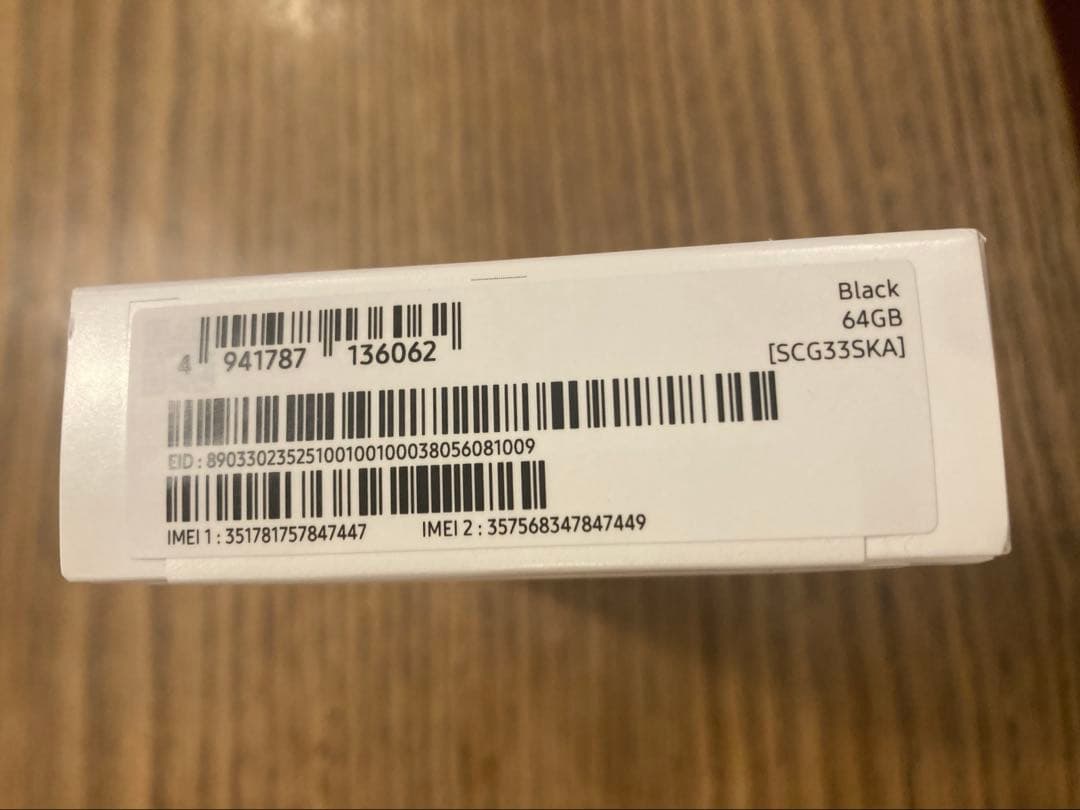 Black
64GB
[SCG33SKA]
4 941787 136062
EID : 89033023525100100100038056081009
IMEI 1 : 351781757847447 IMEI 2 : 357568347847449